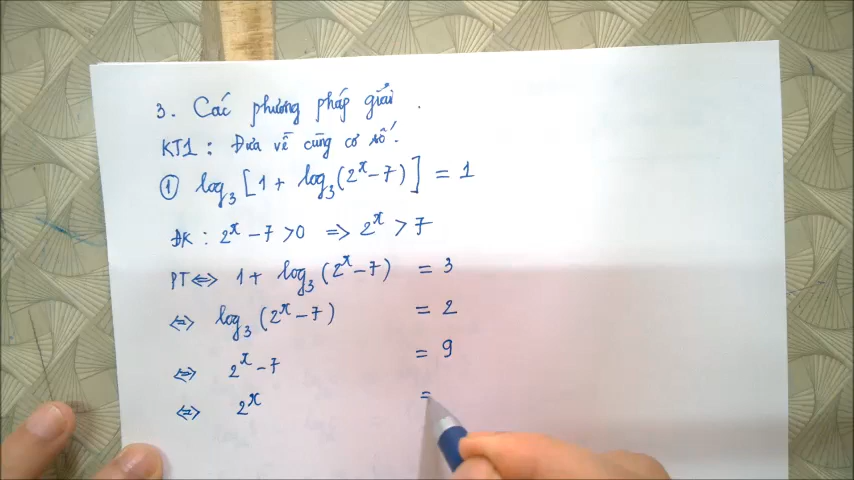 3. Các phương pháp giải.
KT1: Đưa về cùng cơ số.
① log₃[1 + log₃(2ˣ-7)] = 1
ĐK: 2ˣ - 7 > 0 => 2ˣ > 7
PT <=> 1 + log₃(2ˣ-7) = 3
<=> log₃(2ˣ-7) = 2
<=> 2ˣ-7 = 9
<=> 2ˣ =